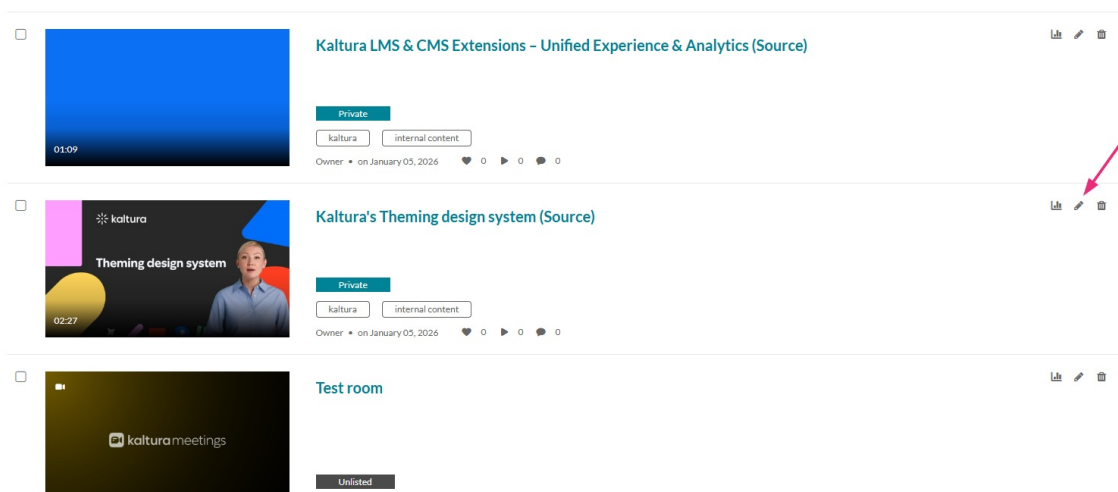 Kaltura LMS & CMS Extensions – Unified Experience & Analytics (Source)
Private
kaltura internal content
01:09
Owner • on January 05, 2026 0 0 0
Kaltura's Theming design system (Source)
kaltura
Theming design system
Private
kaltura internal content
02:27
Owner • on January 05, 2026 0 0 0
Test room
kaltura meetings
Unlisted